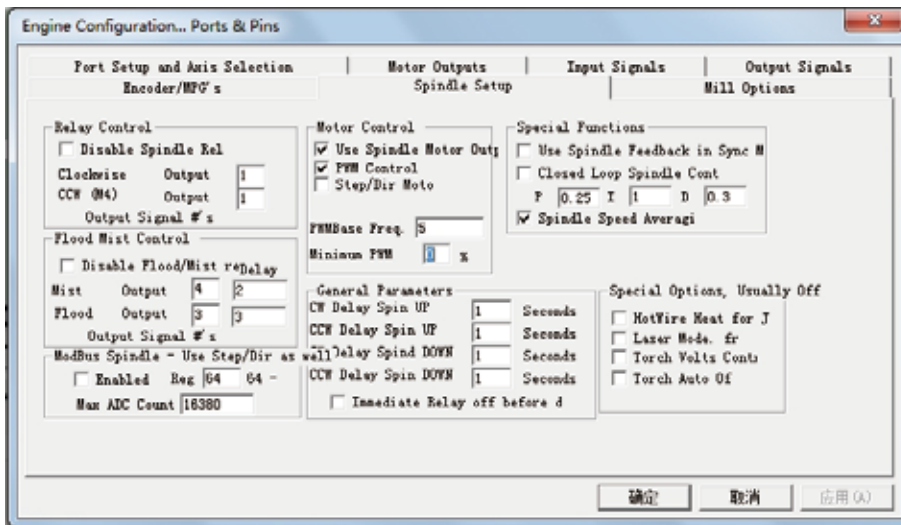 Engine Configuration... Ports & Pins
Port Setup and Axis Selection
Motor Outputs
Input Signals
Output Signals
Encoder/MPG's
Spindle Setup
Mill Options
Relay Control
Disable Spindle Rel
Clockwise Output 1
CCW (M4) Output 1
Output Signal #'s
Flood Mist Control
Disable Flood/Mist re Delay
Mist Output 4 2
Flood Output 3 3
Output Signal #'s
ModBus Spindle - Use Step/Dir as well
Enabled Reg 64 64 -
Max ADC Count 16380
Motor Control
Use Spindle Motor Outp
PWM Control
Step/Dir Moto
PWMBase Freq. 5
Minimum PWM 0 %
General Parameters
CW Delay Spin UP 1 Seconds
CCW Delay Spin UP 1 Seconds
Delay Spind DOWN 1 Seconds
CCW Delay Spin DOWN 1 Seconds
Immediate Relay off before d
Special Functions
Use Spindle Feedback in Sync M
Closed Loop Spindle Cont
P 0.25 I 1 D 0.3
Spindle Speed Averagi
Special Options, Usually Off
HotWire Heat for J
Laser Mode. fr
Torch Volts Conti
Torch Auto Of
确定
取消
应用(A)